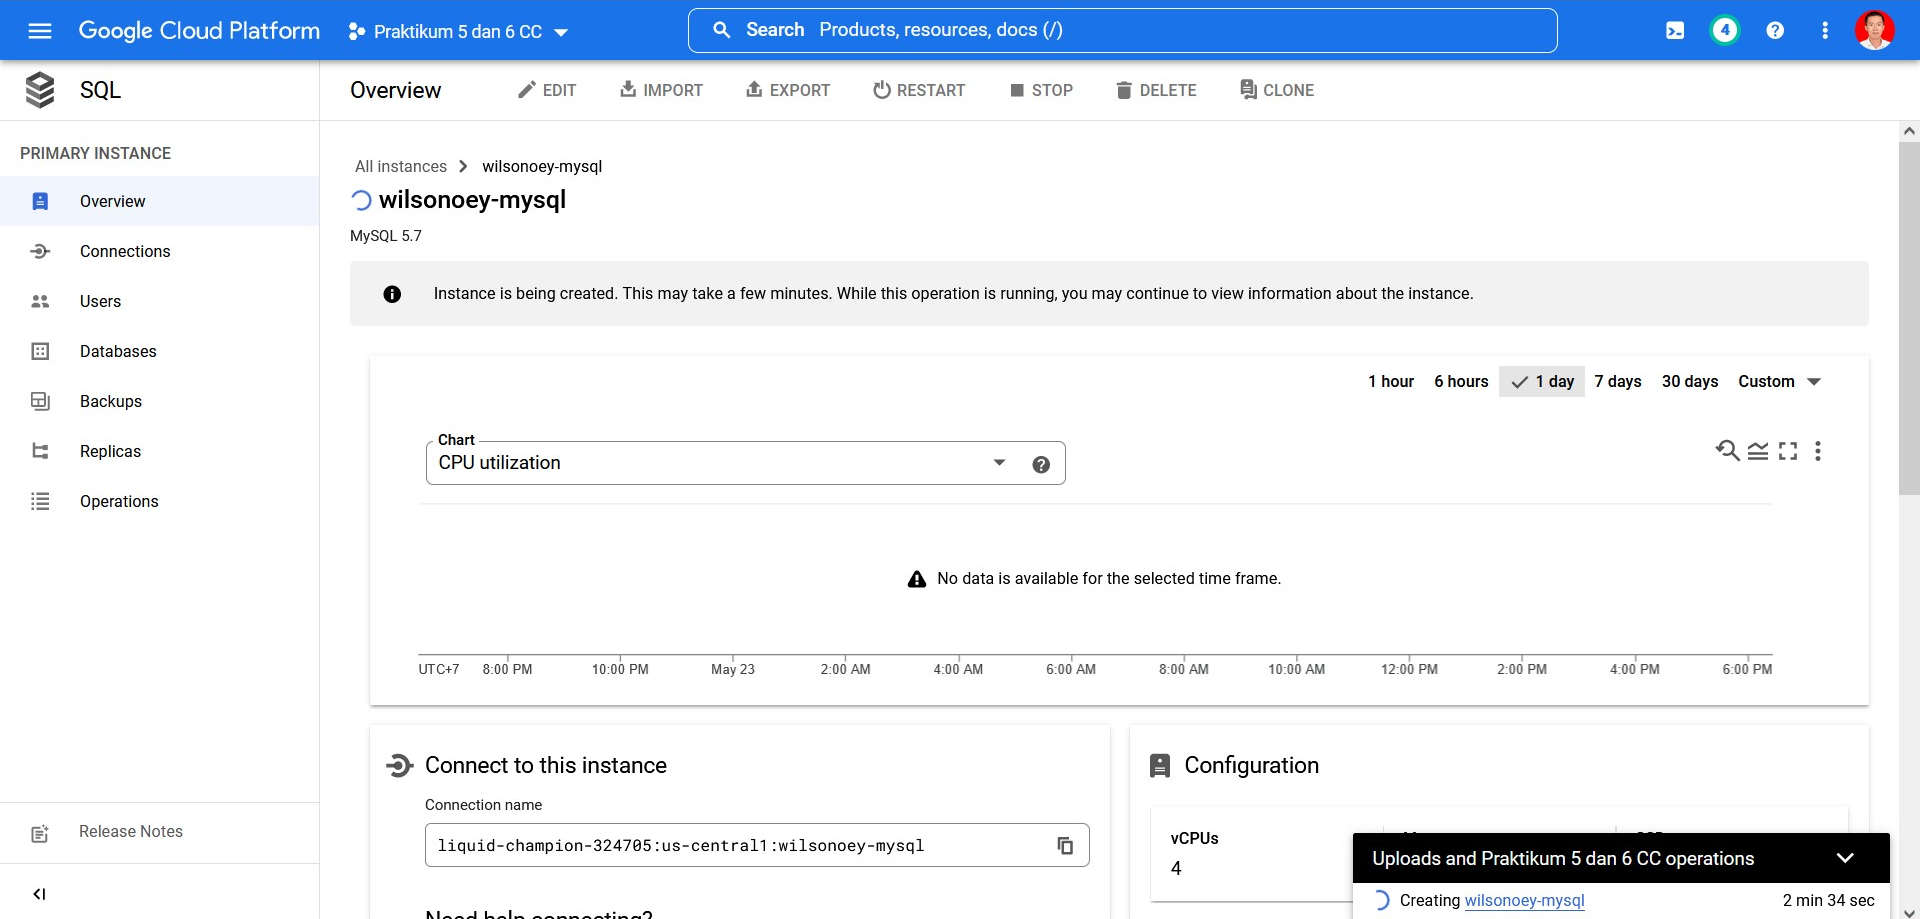 Google Cloud Platform
Praktikum 5 dan 6 CC
Search Products, resources, docs (/)
4
SQL
Overview
EDIT
IMPORT
EXPORT
RESTART
STOP
DELETE
CLONE
PRIMARY INSTANCE
Overview
Connections
Users
Databases
Backups
Replicas
Operations
Release Notes
All instances
wilsonoey-mysql
wilsonoey-mysql
MySQL 5.7
Instance is being created. This may take a few minutes. While this operation is running, you may continue to view information about the instance.
1 hour
6 hours
1 day
7 days
30 days
Custom
Chart
CPU utilization
No data is available for the selected time frame.
UTC+7 8:00 PM 10:00 PM May 23 2:00 AM 4:00 AM 6:00 AM 8:00 AM 10:00 AM 12:00 PM 2:00 PM 4:00 PM 6:00 PM
Connect to this instance
Connection name
liquid-champion-324705:us-central1:wilsonoey-mysql
Need help connecting?
Configuration
vCPUs
4
Uploads and Praktikum 5 dan 6 CC operations
Creating wilsonoey-mysql 2 min 34 sec